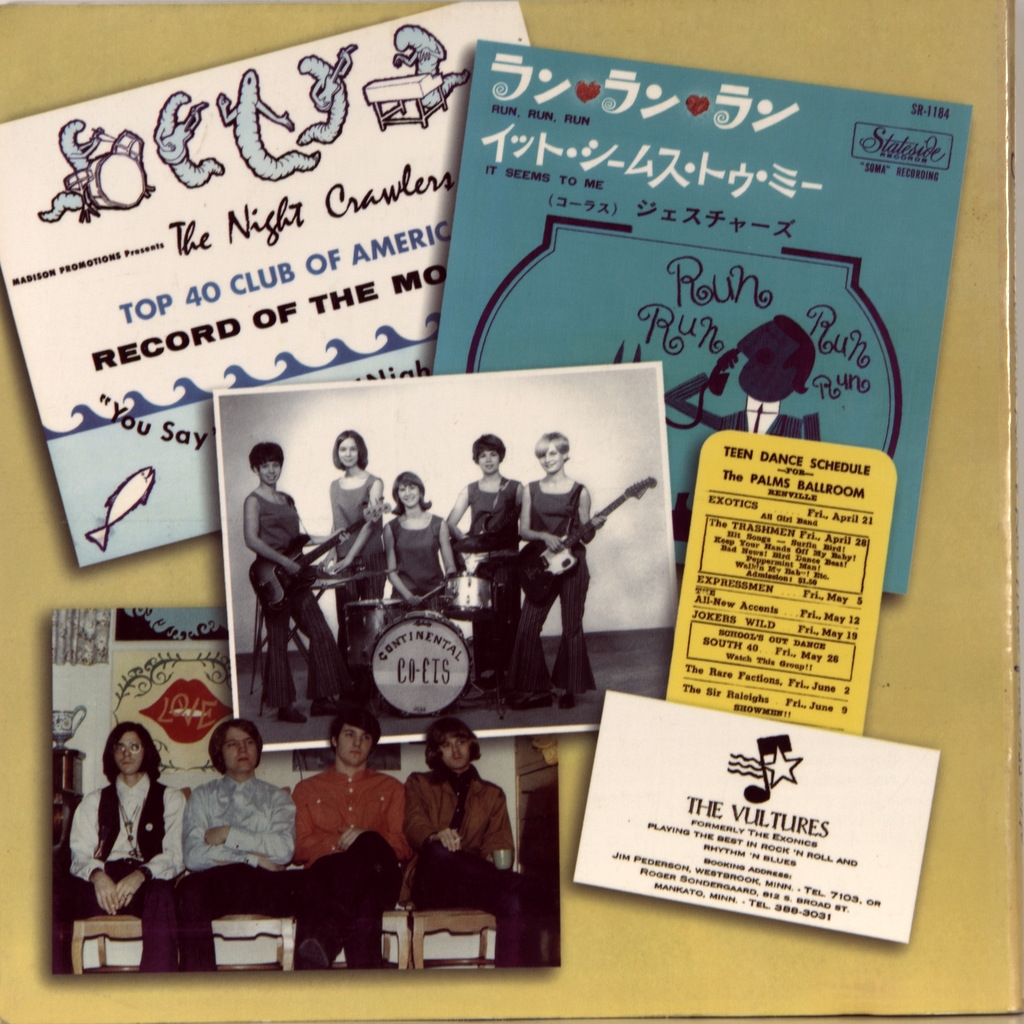 MADISON PROMOTIONS Presents
The Night Crawlers
TOP 40 CLUB OF AMERIC
RECORD OF THE MO
"You Say"
Nigh
ラン♥ラン♥ラン
RUN, RUN, RUN
イット・シームス・トゥ・ミー
IT SEEMS TO ME
(コーラス) ジェスチャーズ
SR-1184
Stateside
RECORDS
"SOMA" RECORDING
Run
Run
Run
Run
CONTINENTAL
CO-ETS
LOVE
TEEN DANCE SCHEDULE
—FOR—
The PALMS BALLROOM
RENVILLE
EXOTICS Fri., April 21
All Girl Band
The TRASHMEN Fri., April 28
Hit Songs — Surfin Bird!
Keep Your Hands Off My Baby!
Bad News! Bird Dance Beat!
Peppermint Man!
Walk'n My Bab"! Etc.
Admission: $1.50
EXPRESSMEN Fri., May 5
THE
All-New Accents ... Fri., May 12
JOKERS WILD Fri., May 19
SCHOOL'S OUT DANCE
SOUTH 40 Fri., May 26
Watch This Group!!
The Rare Factions, Fri., June 2
The Sir Raleighs Fri., June 9
SHOWMEN!!
THE VULTURES
FORMERLY THE EXONICS
PLAYING THE BEST IN ROCK 'N ROLL AND
RHYTHM 'N BLUES
BOOKING ADDRESS:
JIM PEDERSON, WESTBROOK, MINN. - TEL. 7103, OR
ROGER SONDERGAARD, 812 S. BROAD ST.
MANKATO, MINN. - TEL. 388-3031